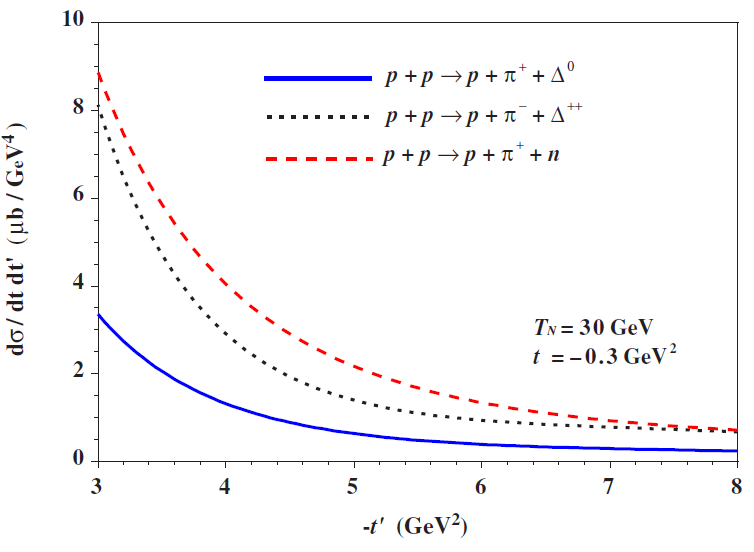 10
8
6
4
2
0
3
4
5
6
7
8
dσ / dt dt' (μb / GeV⁴)
-t' (GeV²)
p + p → p + π⁺ + Δ⁰
p + p → p + π⁻ + Δ⁺⁺
p + p → p + π⁺ + n
T_N = 30 GeV
t = −0.3 GeV²